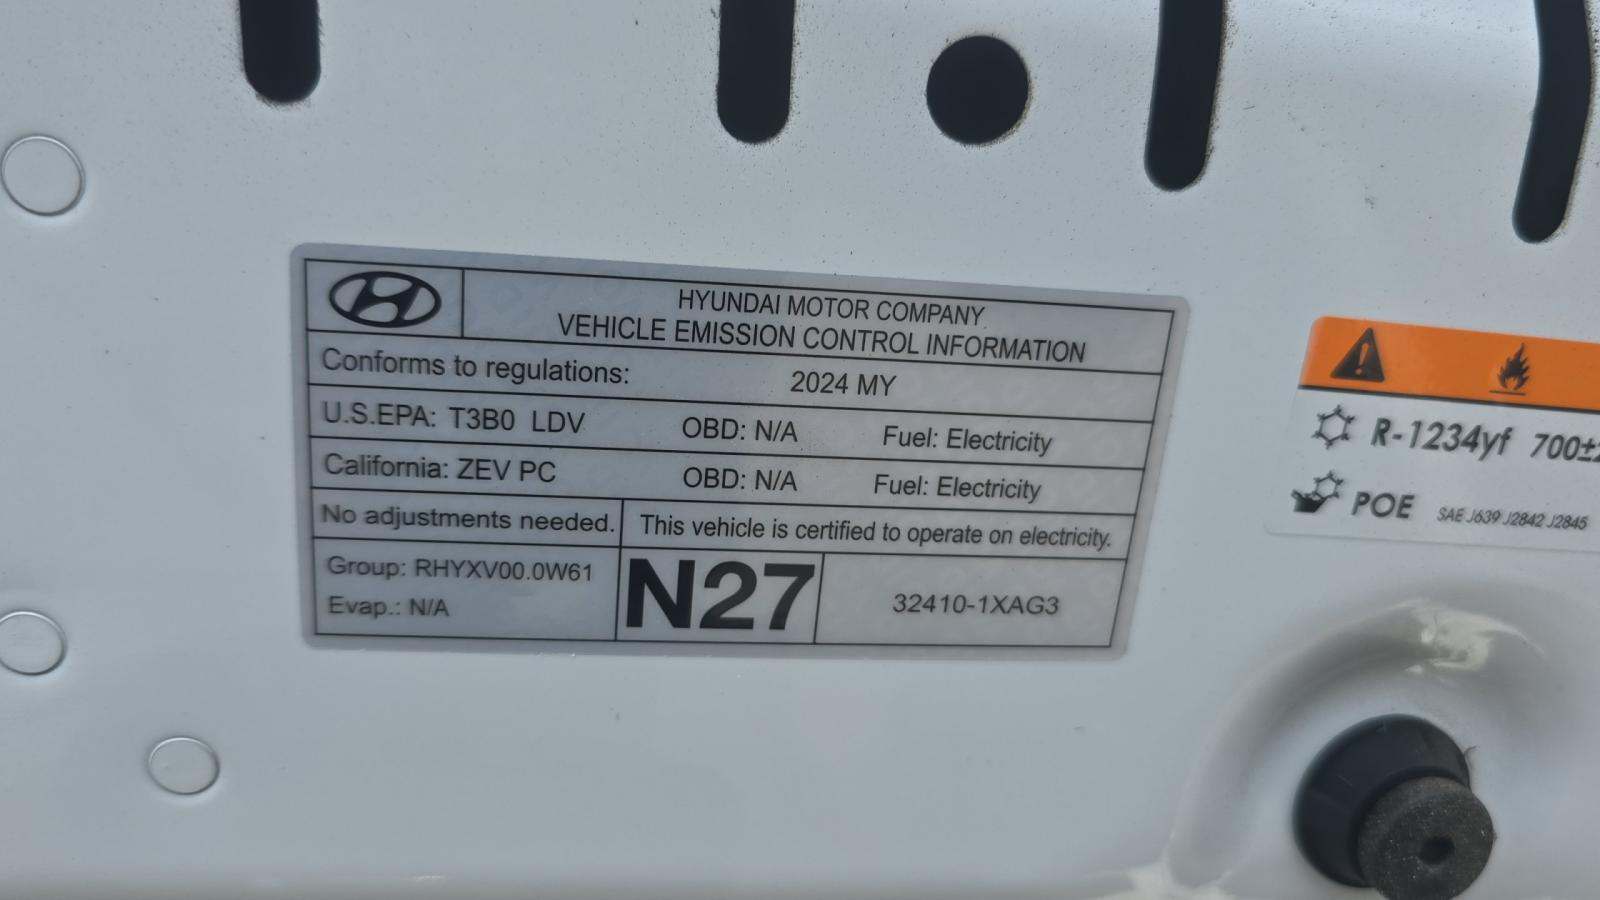 HYUNDAI MOTOR COMPANY
VEHICLE EMISSION CONTROL INFORMATION
Conforms to regulations: 2024 MY
U.S.EPA: T3B0 LDV OBD: N/A Fuel: Electricity
California: ZEV PC OBD: N/A Fuel: Electricity
No adjustments needed. This vehicle is certified to operate on electricity.
Group: RHYXV00.0W61
Evap.: N/A
N27
32410-1XAG3
R-1234yf 700±
POE SAE J639 J2842 J2845